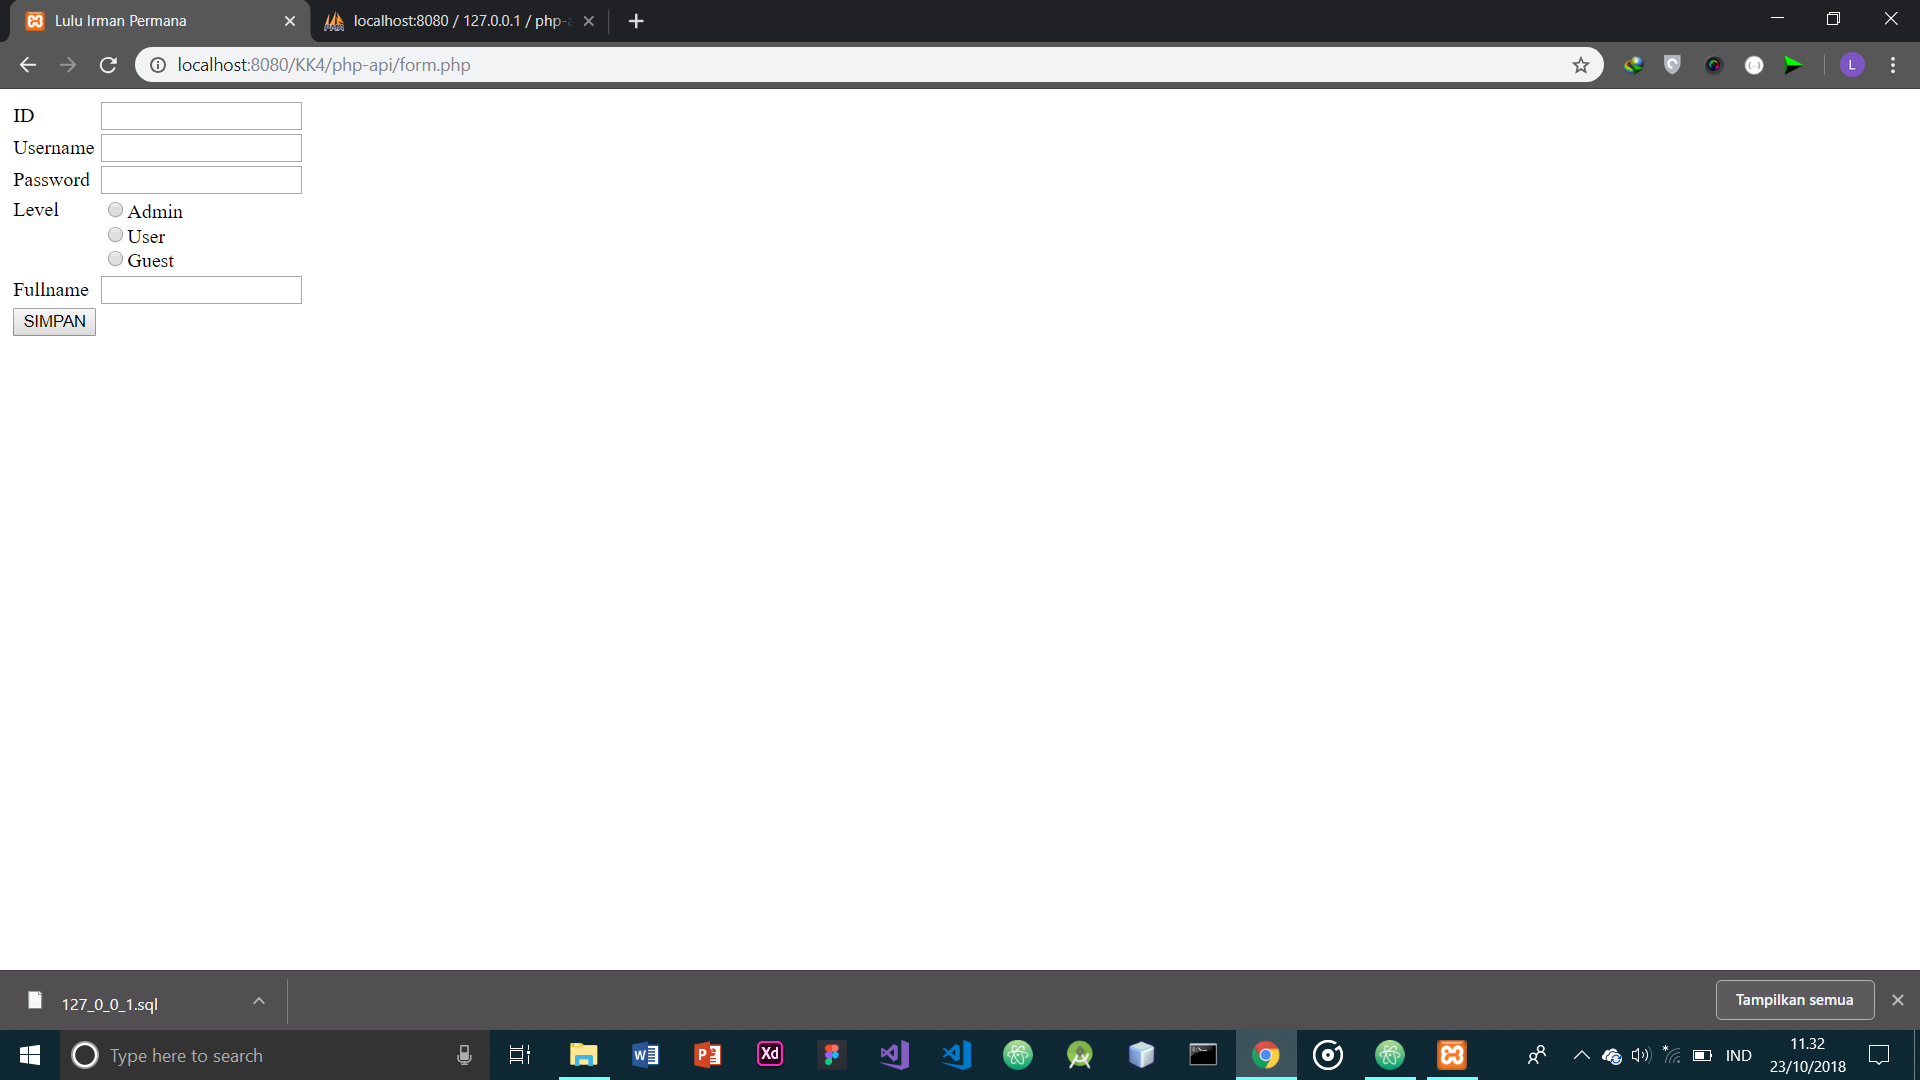 Lulu Irman Permana
localhost:8080 / 127.0.0.1 / php-a
localhost:8080/KK4/php-api/form.php
L
ID
Username
Password
Level
Admin
User
Guest
Fullname
SIMPAN
127_0_0_1.sql
Tampilkan semua
Type here to search
Xd
IND
11.32
23/10/2018